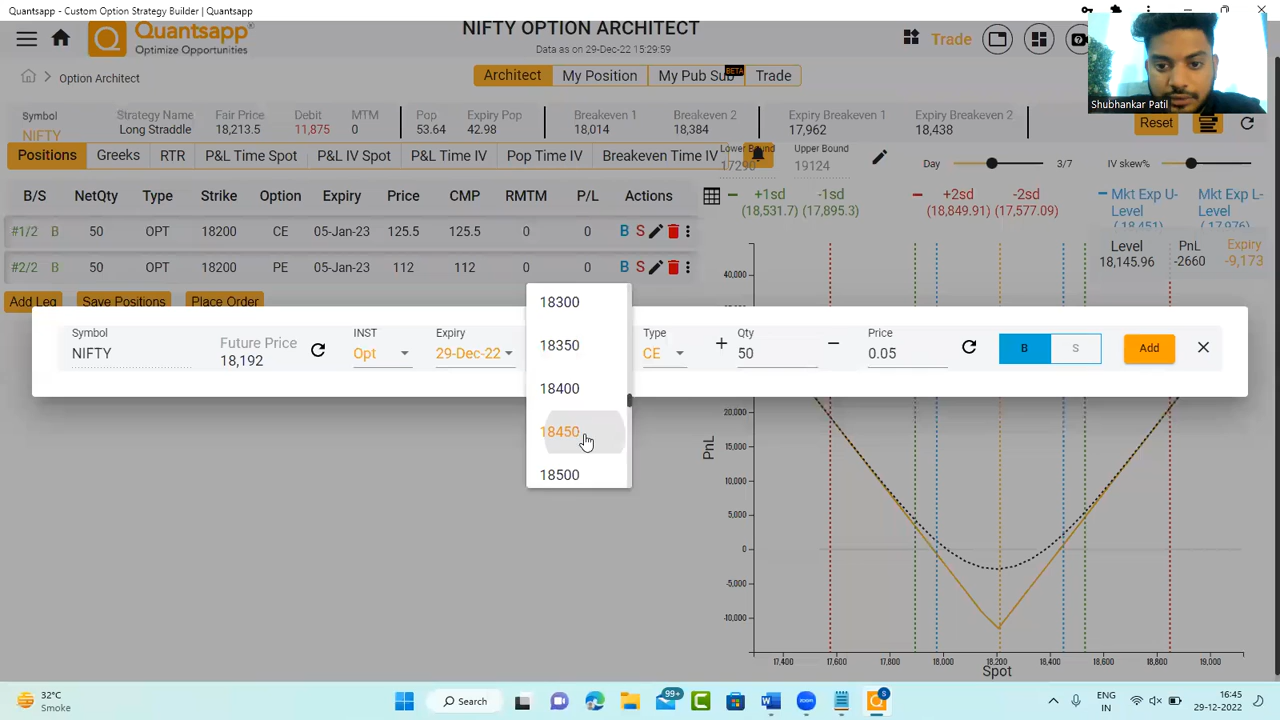 Quantsapp - Custom Option Strategy Builder | Quantsapp
Quantsapp®
Optimize Opportunities
NIFTY OPTION ARCHITECT
Data as on 29-Dec-22 15:29:59
Trade
Option Architect
Architect
My Position
My Pub Sub
BETA
Trade
Shubhankar Patil
Symbol
NIFTY
Strategy Name
Long Straddle
Fair Price
18,213.5
Debit
11,875
MTM
0
Pop
53.64
Expiry Pop
42.99
Breakeven 1
18,014
Breakeven 2
18,384
Expiry Breakeven 1
17,962
Expiry Breakeven 2
18,438
Reset
Positions
Greeks
RTR
P&L Time Spot
P&L IV Spot
P&L Time IV
Pop Time IV
Breakeven Time IV
Lower Bound
17290
Upper Bound
19124
Day
3/7
IV skew%
B/S NetQty Type Strike Option Expiry Price CMP RMTM P/L Actions
#1/2 B 50 OPT 18200 CE 05-Jan-23 125.5 125.5 0 0 B S
#2/2 B 50 OPT 18200 PE 05-Jan-23 112 112 0 0 B S
Add Leg
Save Positions
Place Order
+1sd
(18,531.7)
-1sd
(17,895.3)
+2sd
(18,849.91)
-2sd
(17,577.09)
Mkt Exp U-
Level
(18,451)
Mkt Exp L-
Level
(17,976)
Level
18,145.96
PnL
-2660
Expiry
-9,173
Symbol
NIFTY
Future Price
18,192
INST
Opt
Expiry
29-Dec-22
18300
18350
18400
18450
18500
Type
CE
+
Qty
50
Price
0.05
B
S
Add
40,000
20,000
15,000
10,000
5,000
0
-5,000
-10,000
PnL
17,400 17,600 17,800 18,000 18,200 18,400 18,600 18,800 19,000
Spot
32°C
Smoke
Search
99+
S
ENG
IN
16:45
29-12-2022